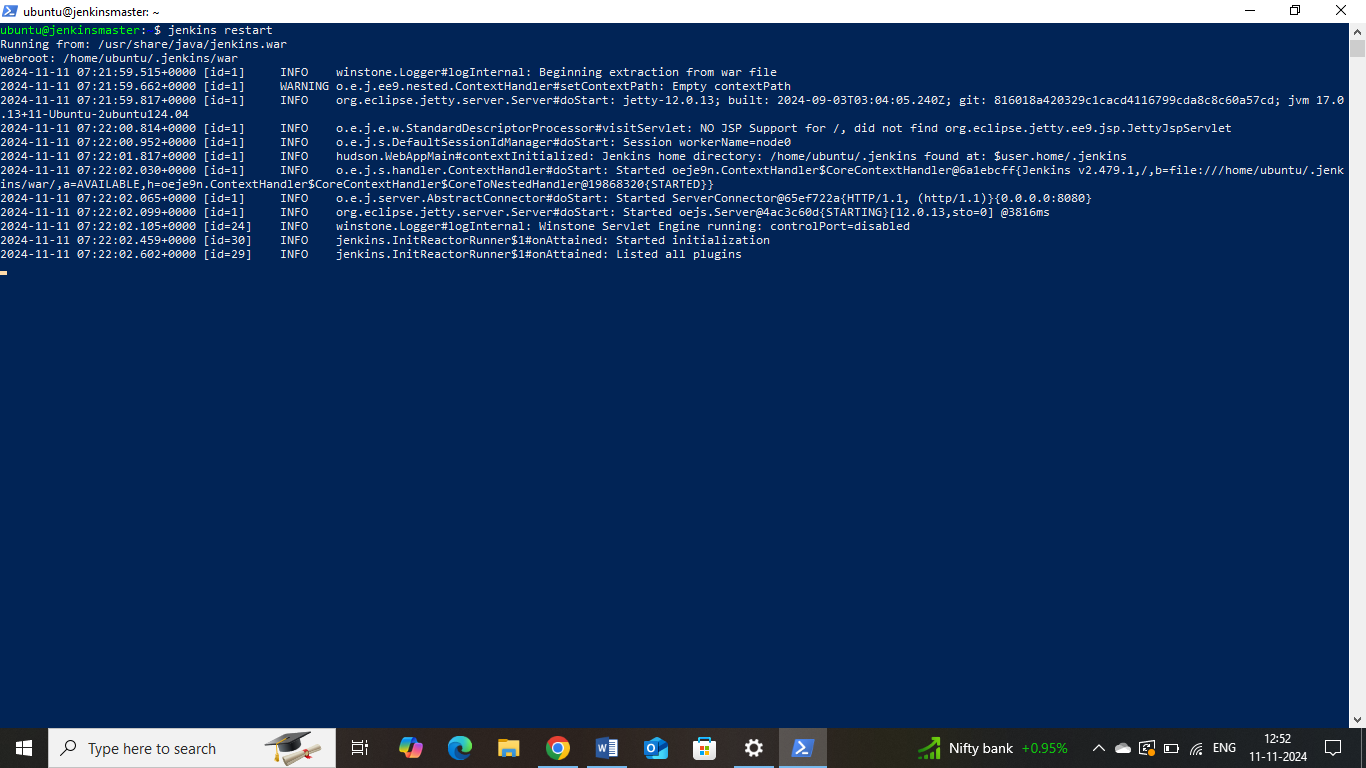 ubuntu@jenkinsmaster: ~
ubuntu@jenkinsmaster: $ jenkins restart
Running from: /usr/share/java/jenkins.war
webroot: /home/ubuntu/.jenkins/war
2024-11-11 07:21:59.515+0000 [id=1] INFO winstone.Logger#logInternal: Beginning extraction from war file
2024-11-11 07:21:59.662+0000 [id=1] WARNING o.e.j.ee9.nested.ContextHandler#setContextPath: Empty contextPath
2024-11-11 07:21:59.817+0000 [id=1] INFO org.eclipse.jetty.server.Server#doStart: jetty-12.0.13; built: 2024-09-03T03:04:05.240Z; git: 816018a420329c1cacd4116799cda8c8c60a57cd; jvm 17.0
.13+11-Ubuntu-2ubuntu124.04
2024-11-11 07:22:00.814+0000 [id=1] INFO o.e.j.e.w.StandardDescriptorProcessor#visitServlet: NO JSP Support for /, did not find org.eclipse.jetty.ee9.jsp.JettyJspServlet
2024-11-11 07:22:00.952+0000 [id=1] INFO o.e.j.s.DefaultSessionIdManager#doStart: Session workerName=node0
2024-11-11 07:22:01.817+0000 [id=1] INFO hudson.WebAppMain#contextInitialized: Jenkins home directory: /home/ubuntu/.jenkins found at: $user.home/.jenkins
2024-11-11 07:22:02.030+0000 [id=1] INFO o.e.j.s.handler.ContextHandler#doStart: Started oeje9n.ContextHandler$CoreContextHandler@6a1ebcff{Jenkins v2.479.1,/,b=file:///home/ubuntu/.jenk
ins/war/,a=AVAILABLE,h=oeje9n.ContextHandler$CoreContextHandler$CoreToNestedHandler@19868320{STARTED}}
2024-11-11 07:22:02.065+0000 [id=1] INFO o.e.j.server.AbstractConnector#doStart: Started ServerConnector@65ef722a{HTTP/1.1, (http/1.1)}{0.0.0.0:8080}
2024-11-11 07:22:02.099+0000 [id=1] INFO org.eclipse.jetty.server.Server#doStart: Started oejs.Server@4ac3c60d{STARTING}[12.0.13,sto=0] @3816ms
2024-11-11 07:22:02.105+0000 [id=24] INFO winstone.Logger#logInternal: Winstone Servlet Engine running: controlPort=disabled
2024-11-11 07:22:02.459+0000 [id=30] INFO jenkins.InitReactorRunner$1#onAttained: Started initialization
2024-11-11 07:22:02.602+0000 [id=29] INFO jenkins.InitReactorRunner$1#onAttained: Listed all plugins
Type here to search
Nifty bank +0.95%
ENG
12:52
11-11-2024